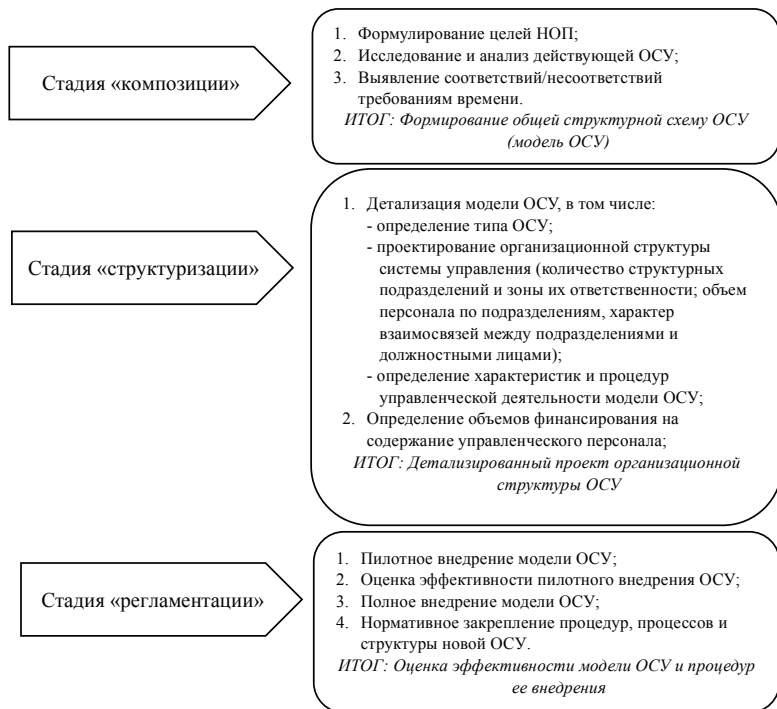 Стадия «композиции»
1. Формулирование целей НОП;
2. Исследование и анализ действующей ОСУ;
3. Выявление соответствий/несоответствий
требованиям времени.
ИТОГ: Формирование общей структурной схему ОСУ
(модель ОСУ)
Стадия «структуризации»
1. Детализация модели ОСУ, в том числе:
- определение типа ОСУ;
- проектирование организационной структуры
системы управления (количество структурных
подразделений и зоны их ответственности; объем
персонала по подразделениям, характер
взаимосвязей между подразделениями и
должностными лицами);
- определение характеристик и процедур
управленческой деятельности модели ОСУ;
2. Определение объемов финансирования на
содержание управленческого персонала;
ИТОГ: Детализированный проект организационной
структуры ОСУ
Стадия «регламентации»
1. Пилотное внедрение модели ОСУ;
2. Оценка эффективности пилотного внедрения ОСУ;
3. Полное внедрение модели ОСУ;
4. Нормативное закрепление процедур, процессов и
структуры новой ОСУ.
ИТОГ: Оценка эффективности модели ОСУ и процедур
ее внедрения